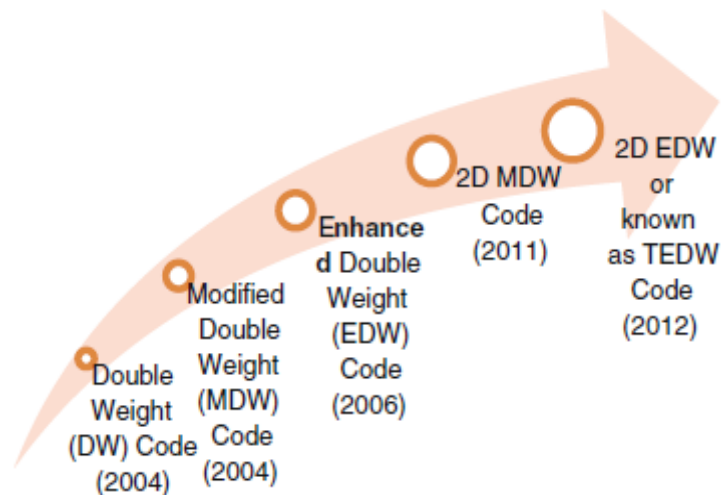 Double
Weight
(DW) Code
(2004)
Modified
Double
Weight
(MDW)
Code
(2004)
Enhance
d Double
Weight
(EDW)
Code
(2006)
2D MDW
Code
(2011)
2D EDW
or
known
as TEDW
Code
(2012)